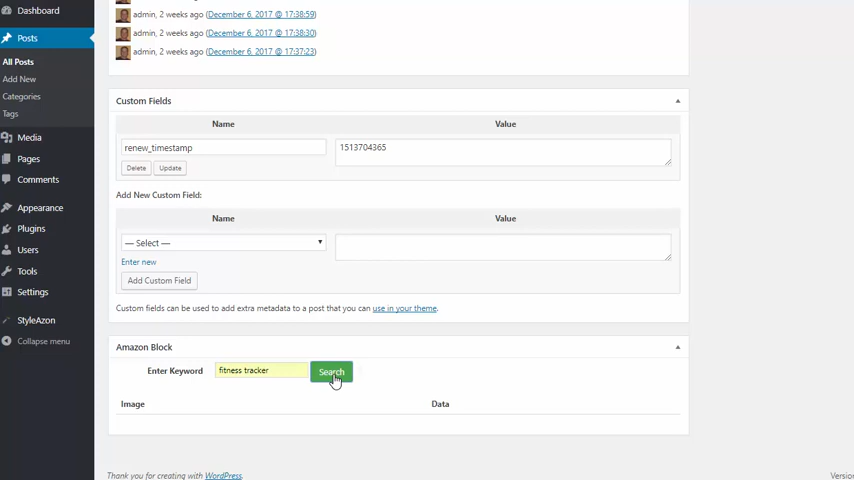 Dashboard
Posts
All Posts
Add New
Categories
Tags
Media
Pages
Comments
Appearance
Plugins
Users
Tools
Settings
StyleAzon
Collapse menu
admin, 2 weeks ago (December 6, 2017 @ 17:38:59)
admin, 2 weeks ago (December 6, 2017 @ 17:38:30)
admin, 2 weeks ago (December 6, 2017 @ 17:37:23)
Custom Fields
Name Value
renew_timestamp 1513704365
Delete Update
Add New Custom Field:
Name Value
— Select —
Enter new
Add Custom Field
Custom fields can be used to add extra metadata to a post that you can use in your theme.
Amazon Block
Enter Keyword fitness tracker Search
Image Data
Thank you for creating with WordPress.
Version